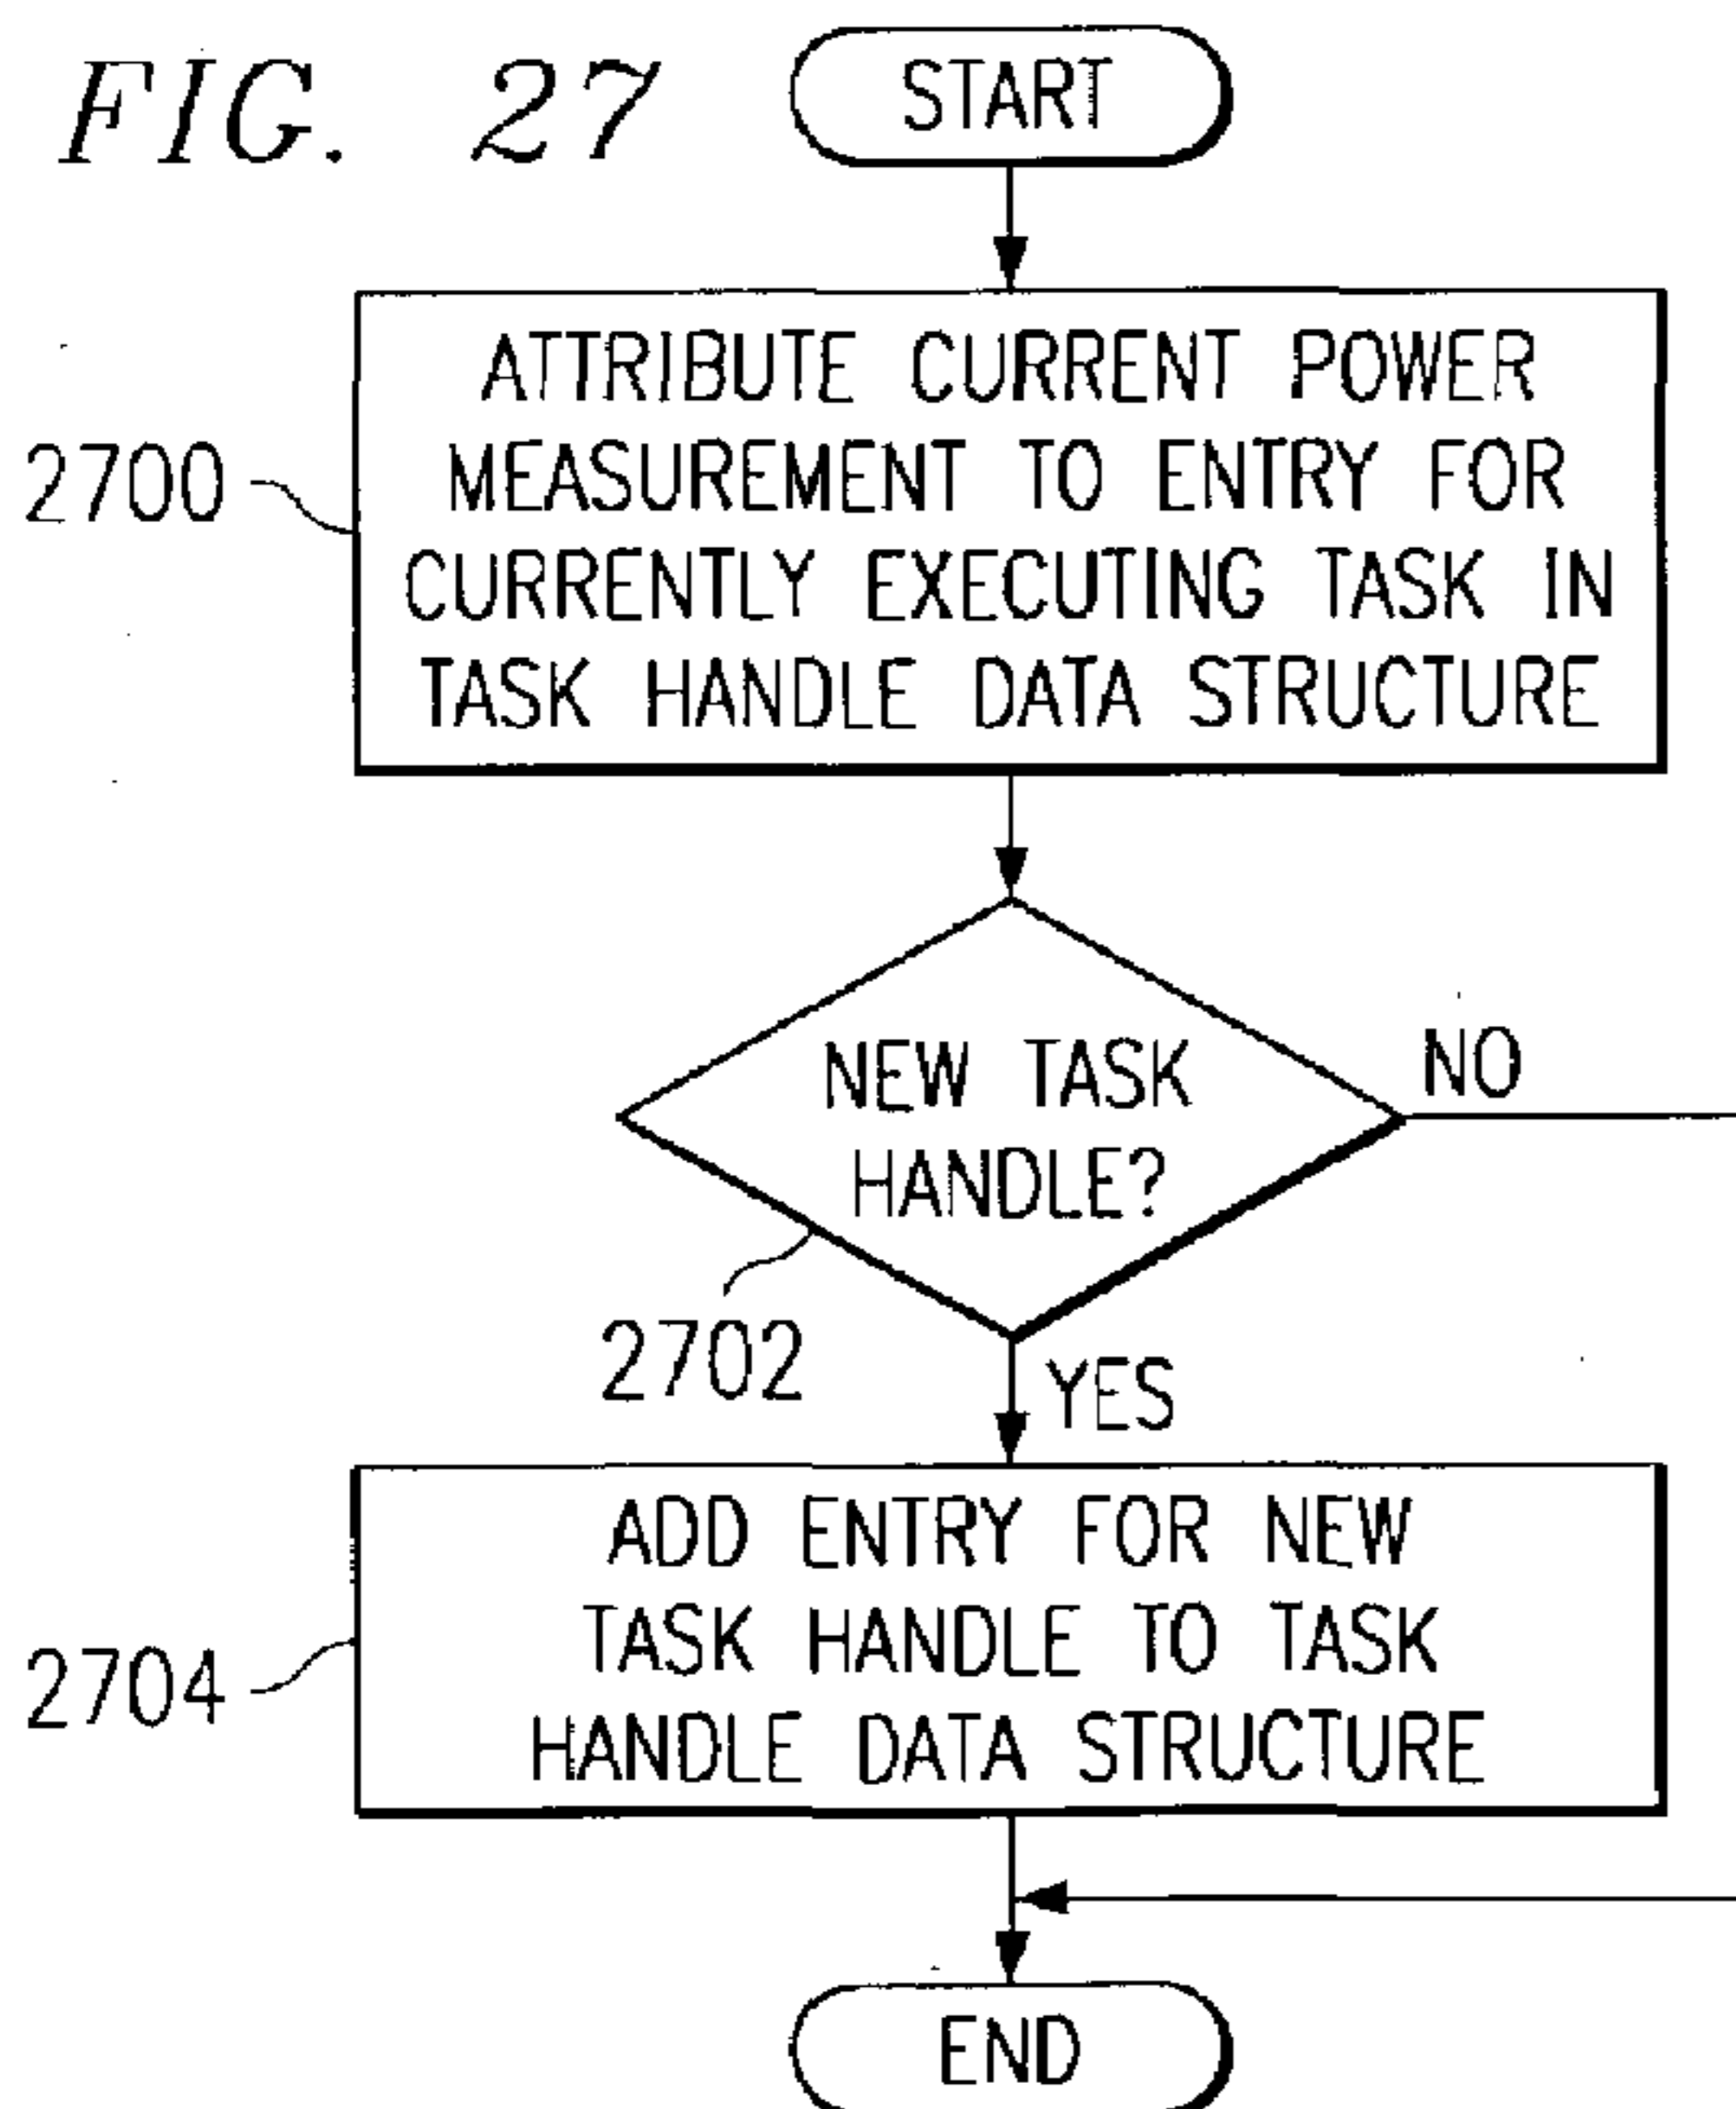 FIG. 27
START
ATTRIBUTE CURRENT POWER
MEASUREMENT TO ENTRY FOR
CURRENTLY EXECUTING TASK IN
TASK HANDLE DATA STRUCTURE
2700
NEW TASK
HANDLE?
NO
2702
YES
ADD ENTRY FOR NEW
TASK HANDLE TO TASK
HANDLE DATA STRUCTURE
2704
END